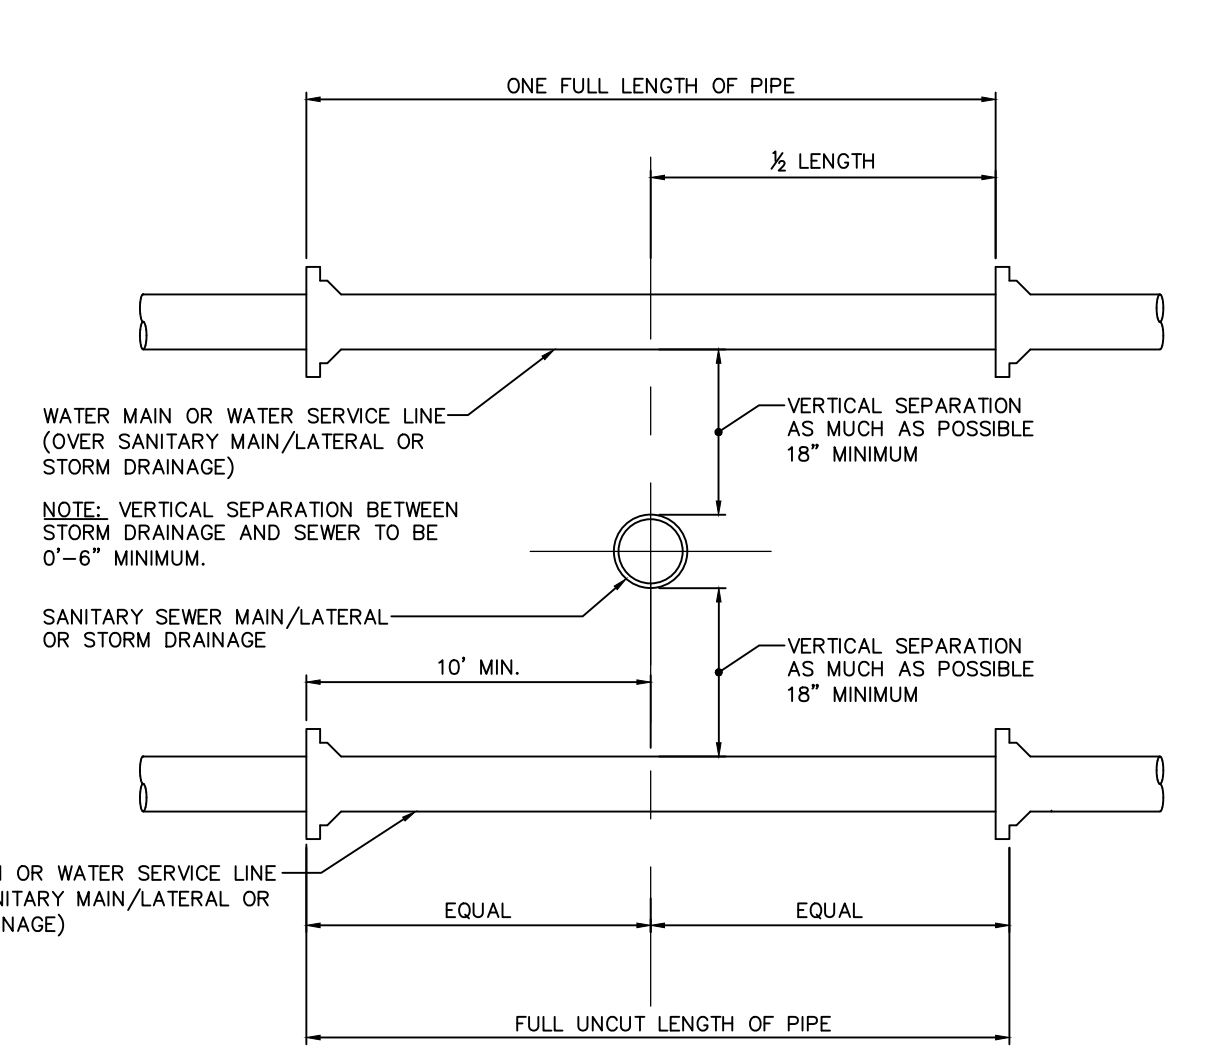 ONE FULL LENGTH OF PIPE
½ LENGTH
WATER MAIN OR WATER SERVICE LINE
(OVER SANITARY MAIN/LATERAL OR
STORM DRAINAGE)
VERTICAL SEPARATION
AS MUCH AS POSSIBLE
18" MINIMUM
NOTE: VERTICAL SEPARATION BETWEEN
STORM DRAINAGE AND SEWER TO BE
0'-6" MINIMUM.
SANITARY SEWER MAIN/LATERAL
OR STORM DRAINAGE
VERTICAL SEPARATION
AS MUCH AS POSSIBLE
18" MINIMUM
10' MIN.
OR WATER SERVICE LINE
MAIN/LATERAL OR
EQUAL
EQUAL
FULL UNCUT LENGTH OF PIPE